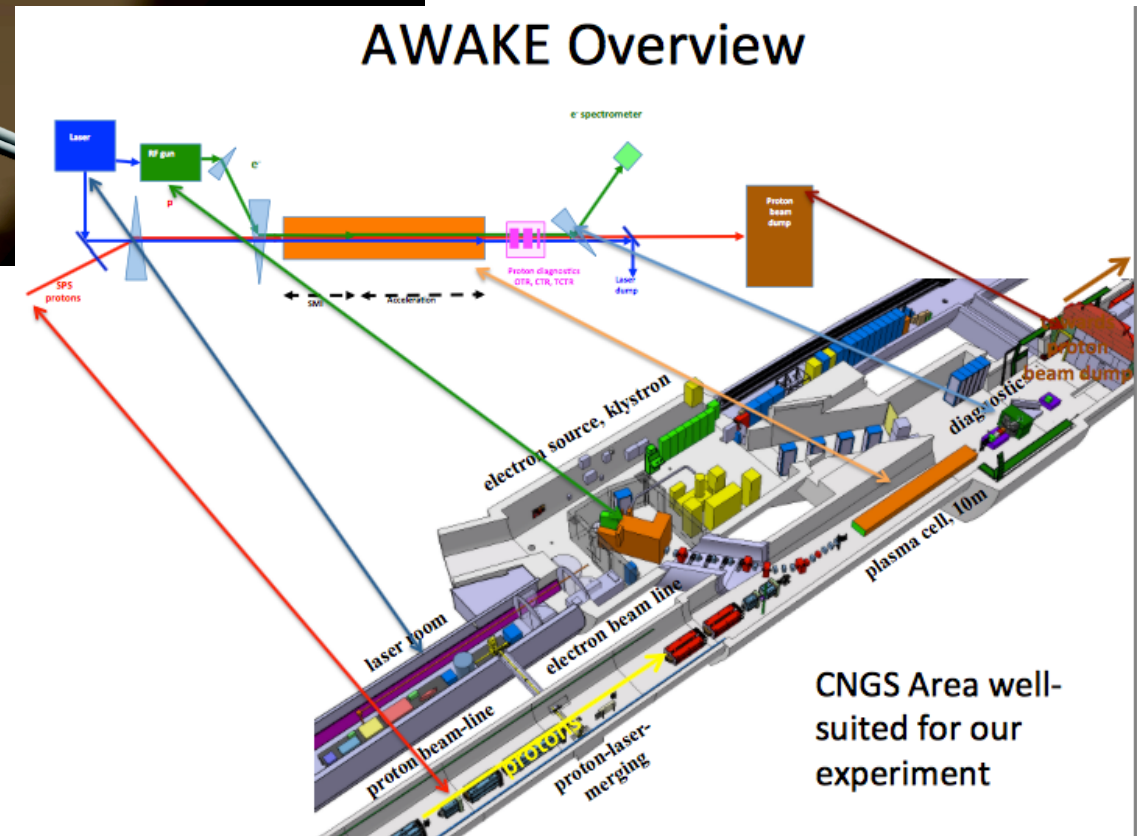 AWAKE Overview
e- spectrometer
Laser
RF gun
e-
p
Proton
beam
dump
SPS
protons
SMI
Acceleration
Proton diagnostics
OTR, CTR, TCTR
Laser
dump
proton
beam dump
diagnostics
electron source, klystron
plasma cell, 10m
laser room
electron beam line
proton beam-line
protons
proton-laser-
merging
CNGS Area well-
suited for our
experiment